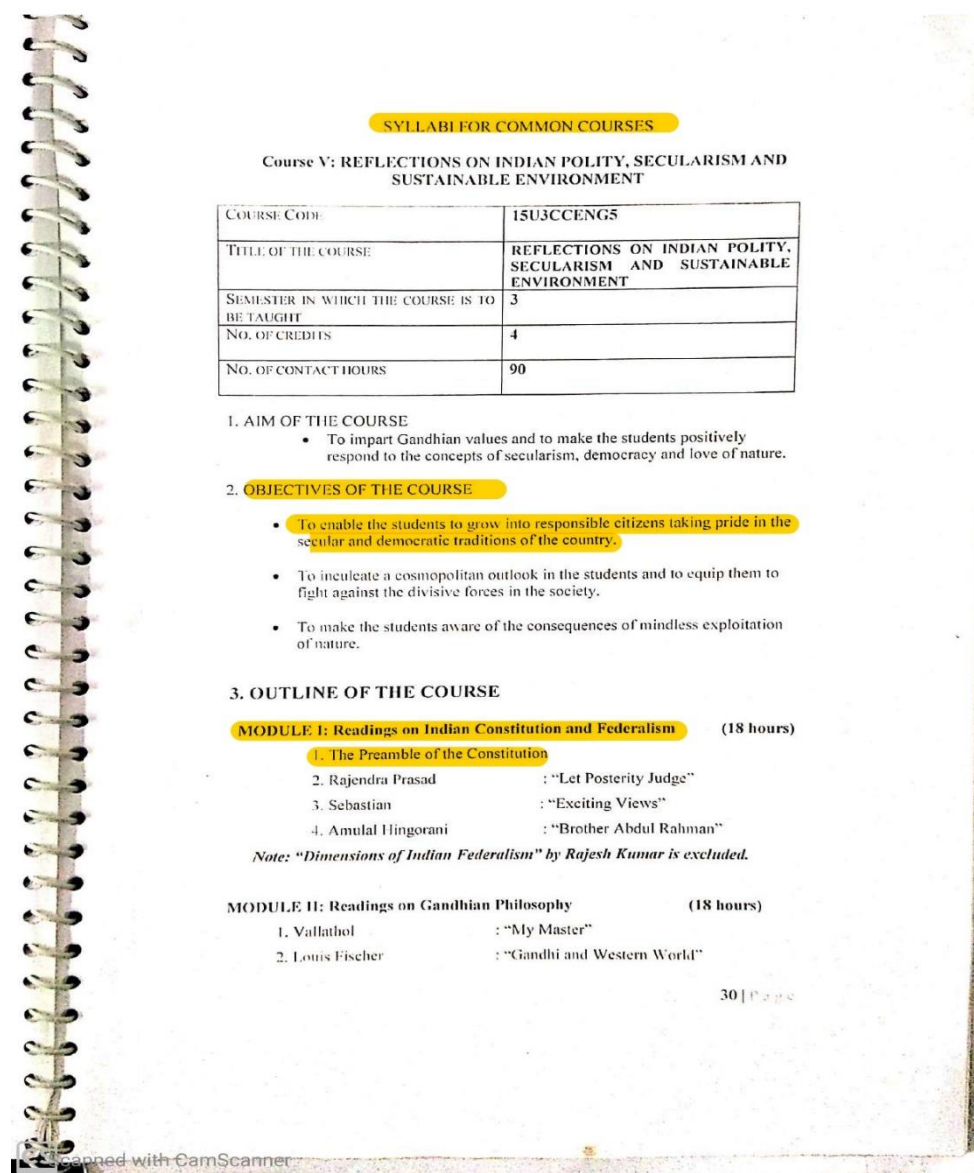 SYLLABI FOR COMMON COURSES
Course V: REFLECTIONS ON INDIAN POLITY, SECULARISM AND
SUSTAINABLE ENVIRONMENT
COURSE CODE 15U3CCENG5
TITLE OF THE COURSE REFLECTIONS ON INDIAN POLITY,
SECULARISM AND SUSTAINABLE
ENVIRONMENT
SEMESTER IN WHICH THE COURSE IS TO 3
BE TAUGHT
NO. OF CREDITS 4
NO. OF CONTACT HOURS 90
1. AIM OF THE COURSE
• To impart Gandhian values and to make the students positively
respond to the concepts of secularism, democracy and love of nature.
2. OBJECTIVES OF THE COURSE
• To enable the students to grow into responsible citizens taking pride in the
secular and democratic traditions of the country.
• To inculcate a cosmopolitan outlook in the students and to equip them to
fight against the divisive forces in the society.
• To make the students aware of the consequences of mindless exploitation
of nature.
3. OUTLINE OF THE COURSE
MODULE I: Readings on Indian Constitution and Federalism (18 hours)
1. The Preamble of the Constitution
2. Rajendra Prasad : “Let Posterity Judge”
3. Sebastian : “Exciting Views”
4. Amulal Hingorani : “Brother Abdul Rahman”
Note: “Dimensions of Indian Federalism” by Rajesh Kumar is excluded.
MODULE II: Readings on Gandhian Philosophy (18 hours)
1. Vallathol : “My Master”
2. Louis Fischer : “Gandhi and Western World”
30 | Page
Scanned with CamScanner